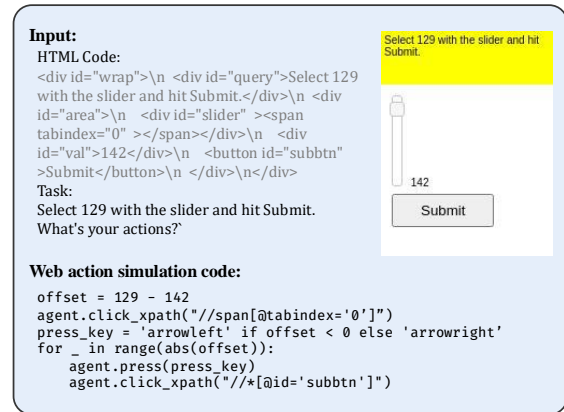 Input:
HTML Code:
<div id="wrap">\n <div id="query">Select 129
with the slider and hit Submit.</div>\n <div
id="area">\n <div id="slider" ><span
tabindex="0" ></span></div>\n <div
id="val">142</div>\n <button id="subbtn"
>Submit</button>\n </div>\n</div>
Task:
Select 129 with the slider and hit Submit.
What's your actions?`
Select 129 with the slider and hit
Submit.
142
Submit
Web action simulation code:
offset = 129 - 142
agent.click_xpath("//span[@tabindex='0’]”)
press_key = 'arrowleft' if offset < 0 else 'arrowright’
for _ in range(abs(offset)):
agent.press(press_key)
agent.click_xpath("//*[@id='subbtn']")